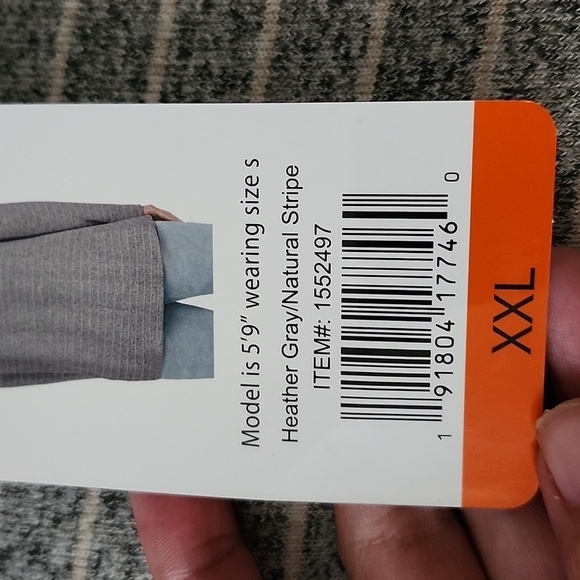 Model is 5'9" wearing size s
Heather Gray/Natural Stripe
ITEM#: 1552497
1 91804 17746 0
XXL